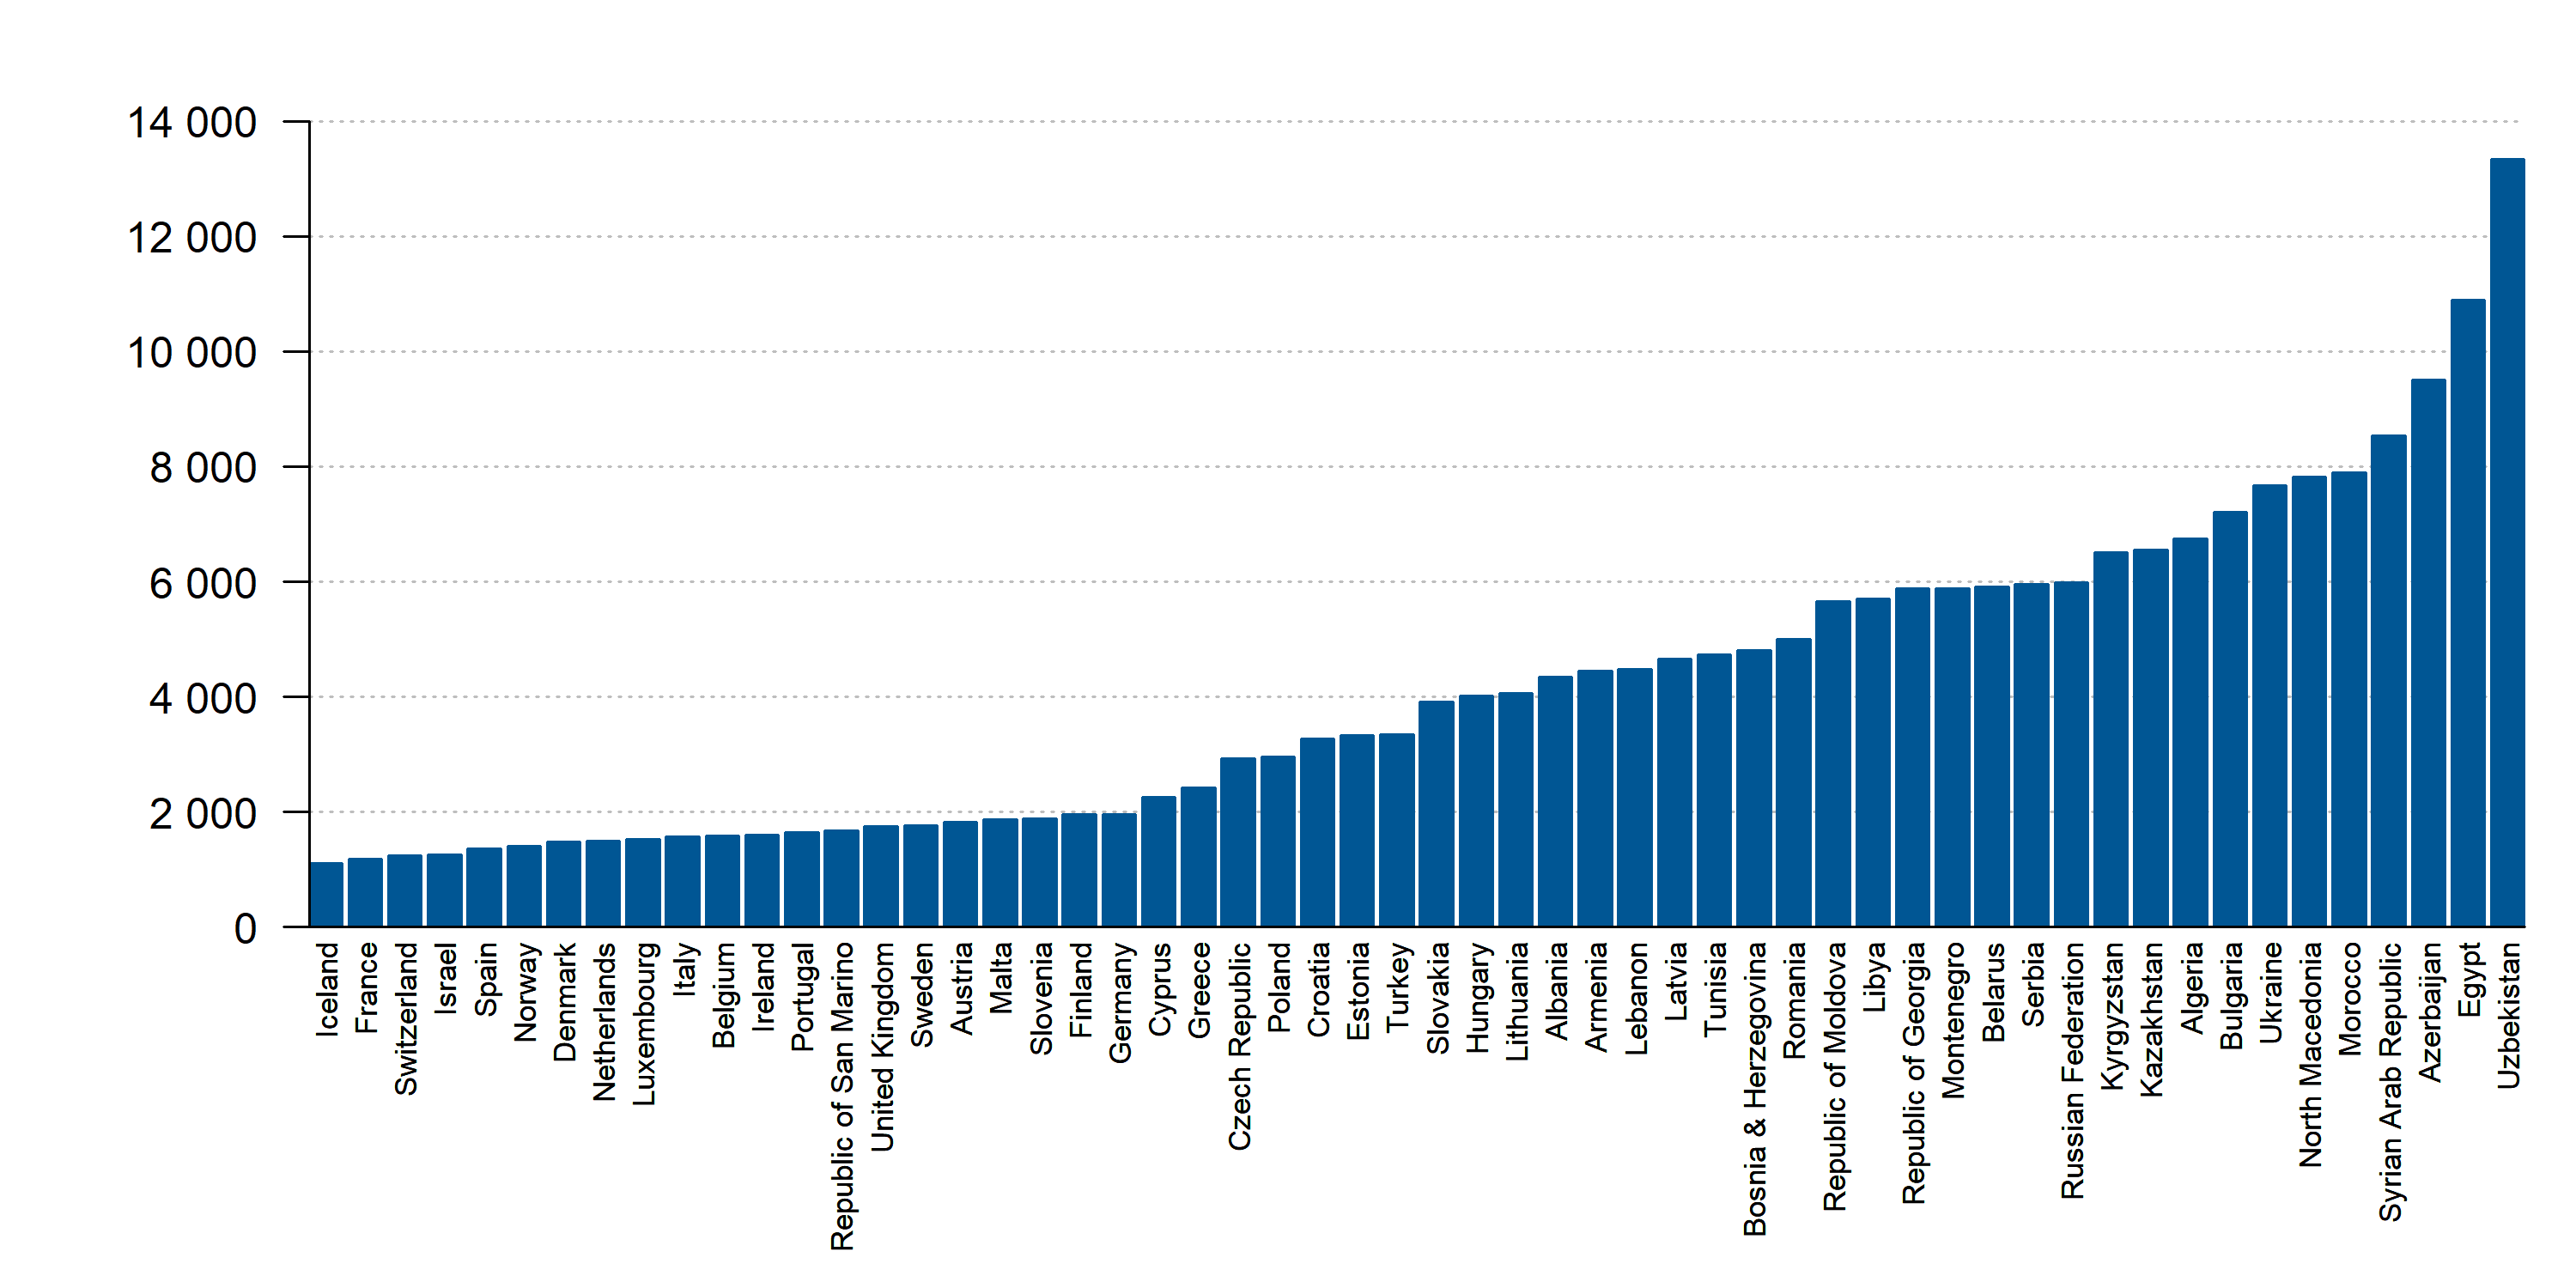 14 000
12 000
10 000
8 000
6 000
4 000
2 000
0
Iceland
France
Switzerland
Israel
Spain
Norway
Denmark
Netherlands
Luxembourg
Italy
Belgium
Ireland
Portugal
Republic of San Marino
United Kingdom
Sweden
Austria
Malta
Slovenia
Finland
Germany
Cyprus
Greece
Czech Republic
Poland
Croatia
Estonia
Turkey
Slovakia
Hungary
Lithuania
Albania
Armenia
Lebanon
Latvia
Tunisia
Bosnia & Herzegovina
Romania
Republic of Moldova
Libya
Republic of Georgia
Montenegro
Belarus
Serbia
Russian Federation
Kyrgyzstan
Kazakhstan
Algeria
Bulgaria
Ukraine
North Macedonia
Morocco
Syrian Arab Republic
Azerbaijan
Egypt
Uzbekistan